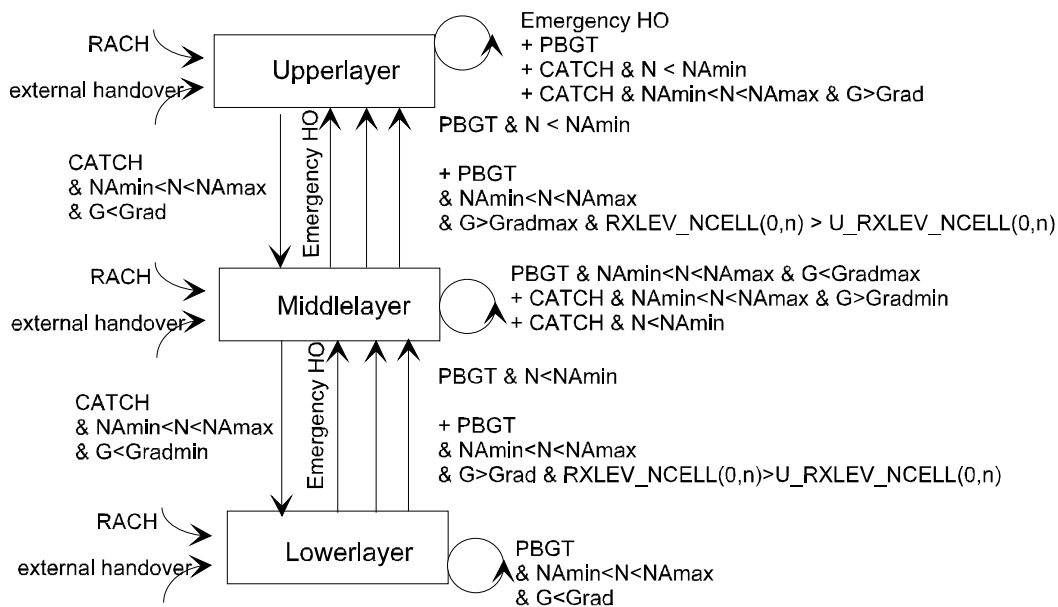 Emergency HO
+ PBGT
+ CATCH & N < NAmin
+ CATCH & NAmin<N<NAmax & G>Grad
RACH
external handover
Upperlayer
CATCH
& NAmin<N<NAmax
& G<Grad
Emergency HO
PBGT & N < NAmin
+ PBGT
& NAmin<N<NAmax
& G>Gradmax & RXLEV_NCELL(0,n) > U_RXLEV_NCELL(0,n)
RACH
external handover
Middlelayer
PBGT & NAmin<N<NAmax & G<Gradmax
+ CATCH & NAmin<N<NAmax & G>Gradmin
+ CATCH & N<NAmin
CATCH
& NAmin<N<NAmax
& G<Gradmin
Emergency HO
PBGT & N<NAmin
+ PBGT
& NAmin<N<NAmax
& G>Grad & RXLEV_NCELL(0,n)>U_RXLEV_NCELL(0,n)
RACH
external handover
Lowerlayer
PBGT
& NAmin<N<NAmax
& G<Grad